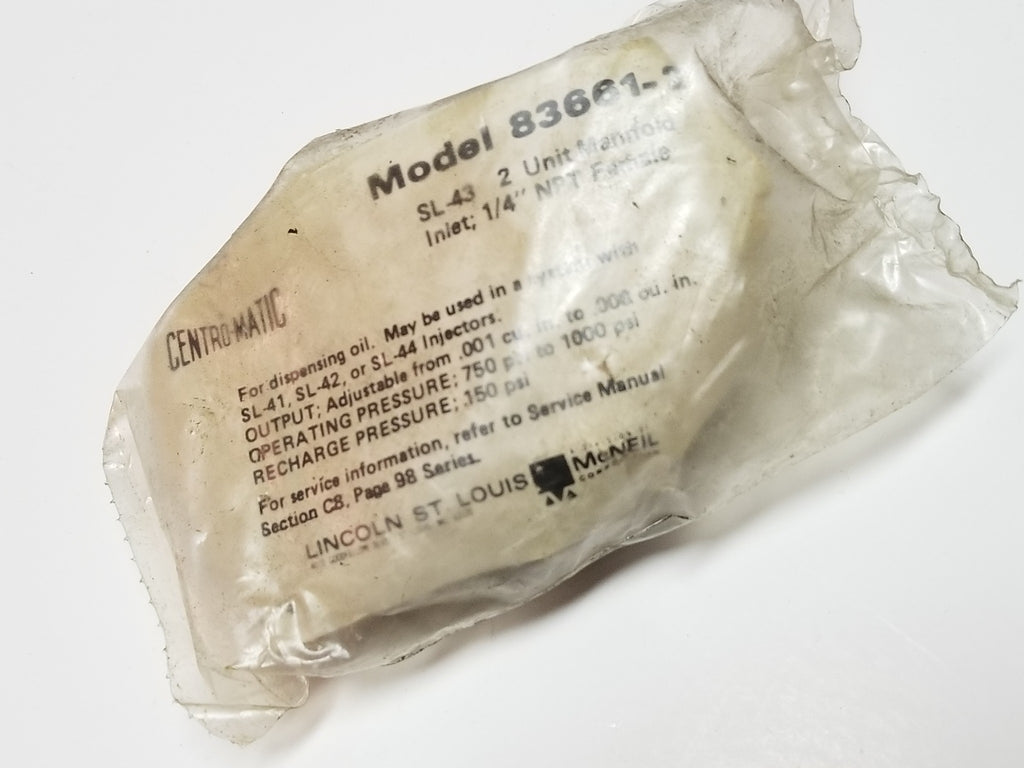 Model 83661-
SL-43 2 Unit Manifold
Inlet; 1/4" NPT Female
CENTRO-MATIC
For dispensing oil. May be used in a system with
SL-41, SL-42, or SL-44 Injectors.
OUTPUT; Adjustable from .001 cu. in. to .008 cu. in.
OPERATING PRESSURE; 750 psi to 1000 psi
RECHARGE PRESSURE; 150 psi
For service information, refer to Service Manual
Section C8, Page 98 Series.
LINCOLN ST. LOUIS
McNEIL
CORPORATION